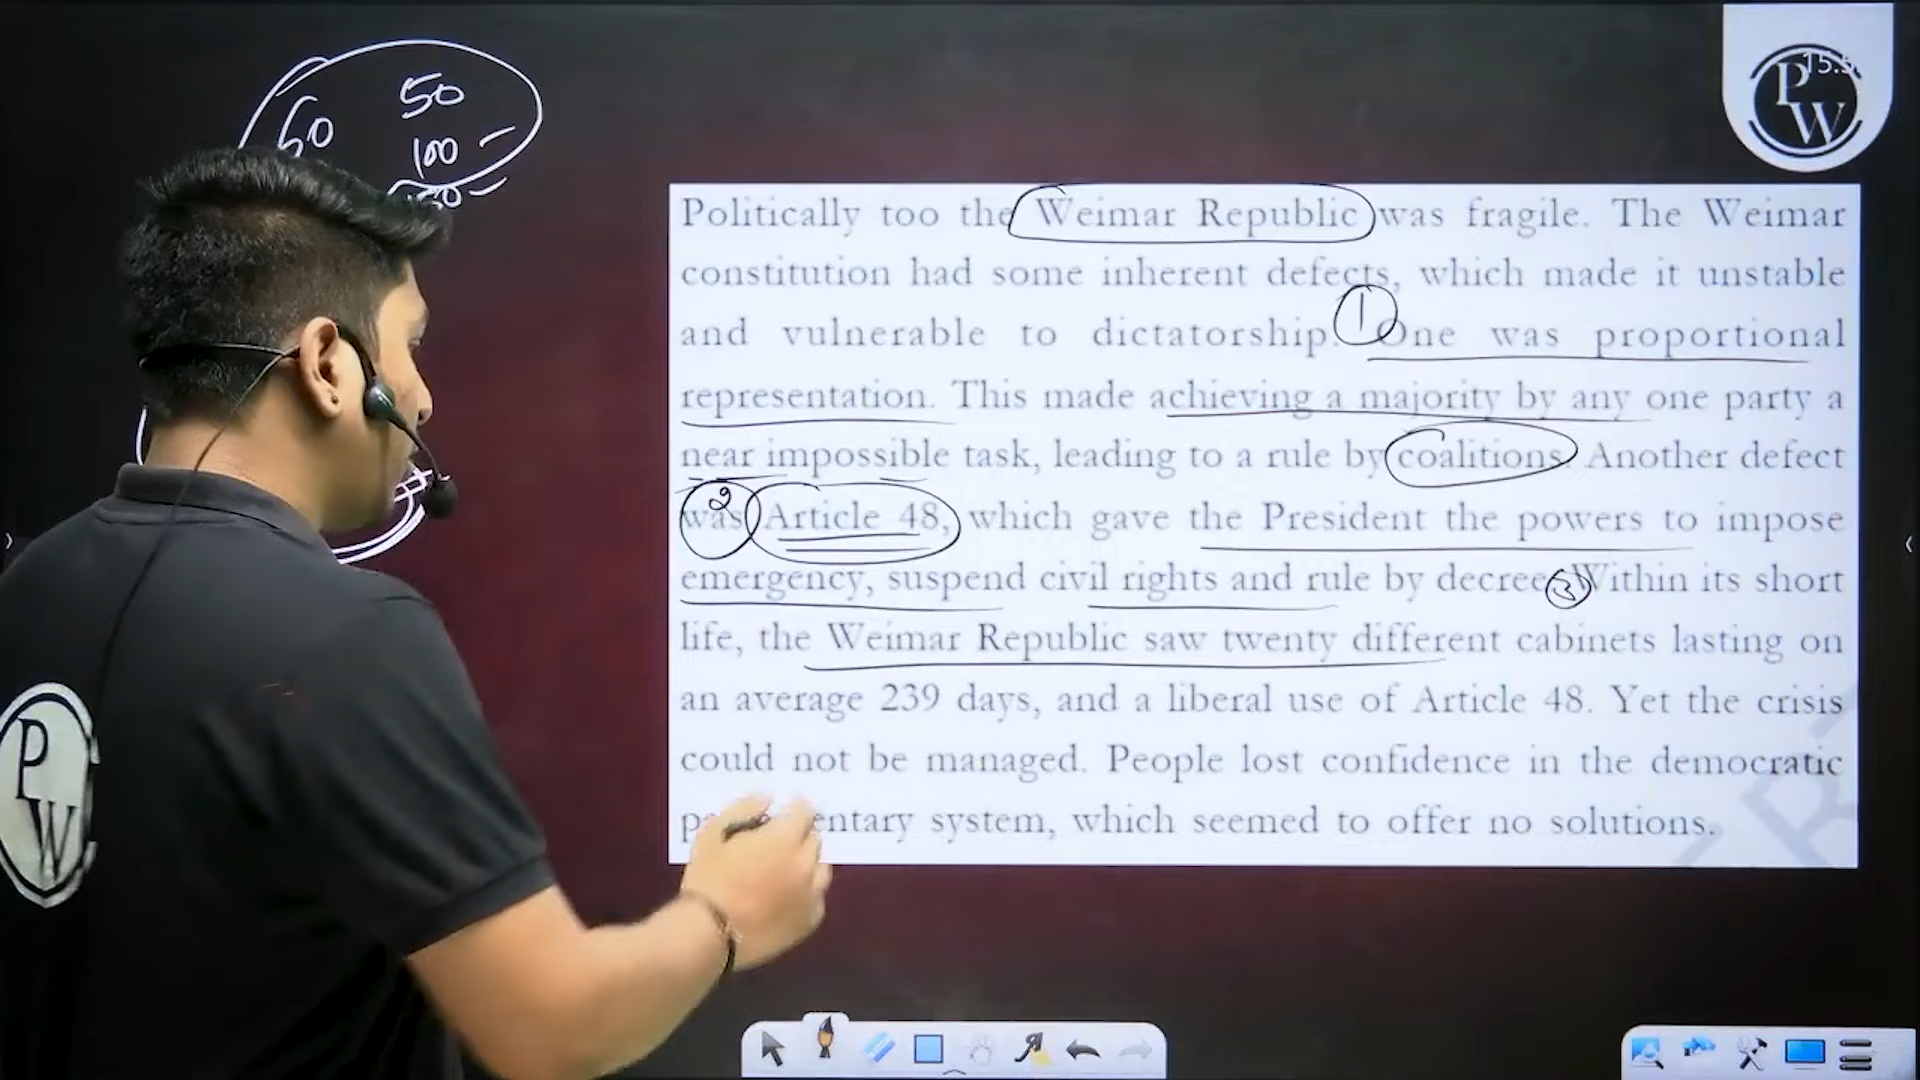 50
60
100
150
15:5
P
W
Politically too the Weimar Republic was fragile. The Weimar
constitution had some inherent defects, which made it unstable
and vulnerable to dictatorship. 1 One was proportional
representation. This made achieving a majority by any one party a
near impossible task, leading to a rule by coalitions. Another defect
was 2 Article 48, which gave the President the powers to impose
emergency, suspend civil rights and rule by decree. 3 Within its short
life, the Weimar Republic saw twenty different cabinets lasting on
an average 239 days, and a liberal use of Article 48. Yet the crisis
could not be managed. People lost confidence in the democratic
entary system, which seemed to offer no solutions.
P
W